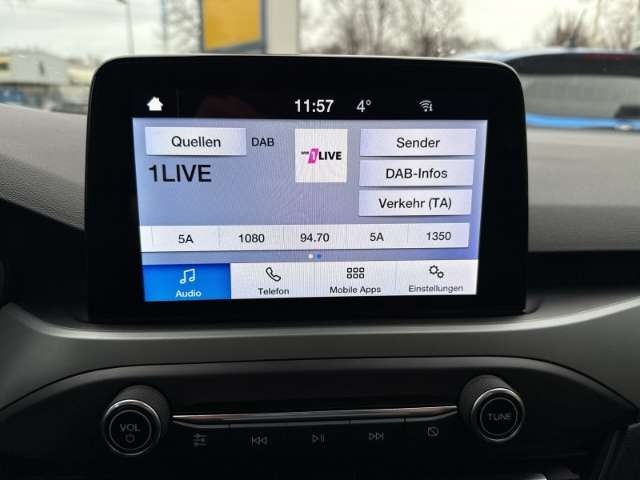 11:57 4°
Quellen DAB
1LIVE
Sender
1LIVE
DAB-Infos
Verkehr (TA)
5A 1080 94.70 5A 1350
Audio Telefon Mobile Apps Einstellungen
VOL TUNE